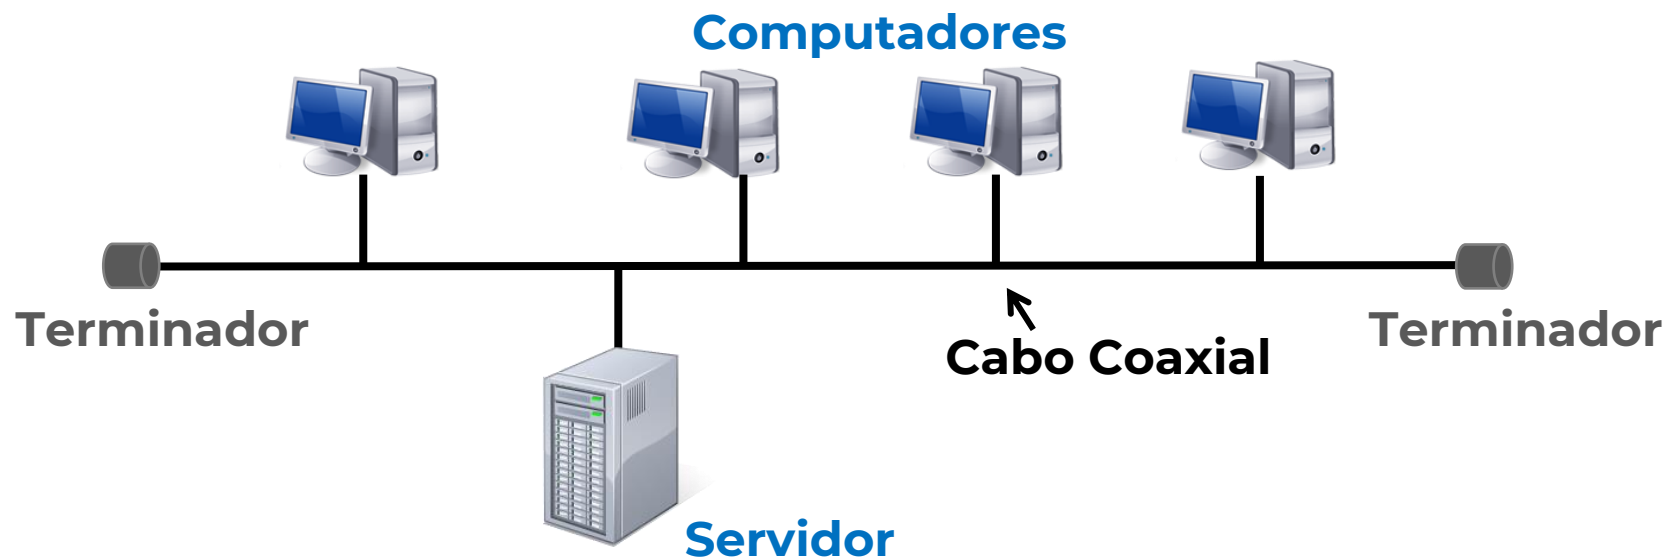 Computadores
Terminador
Terminador
Cabo Coaxial
Servidor